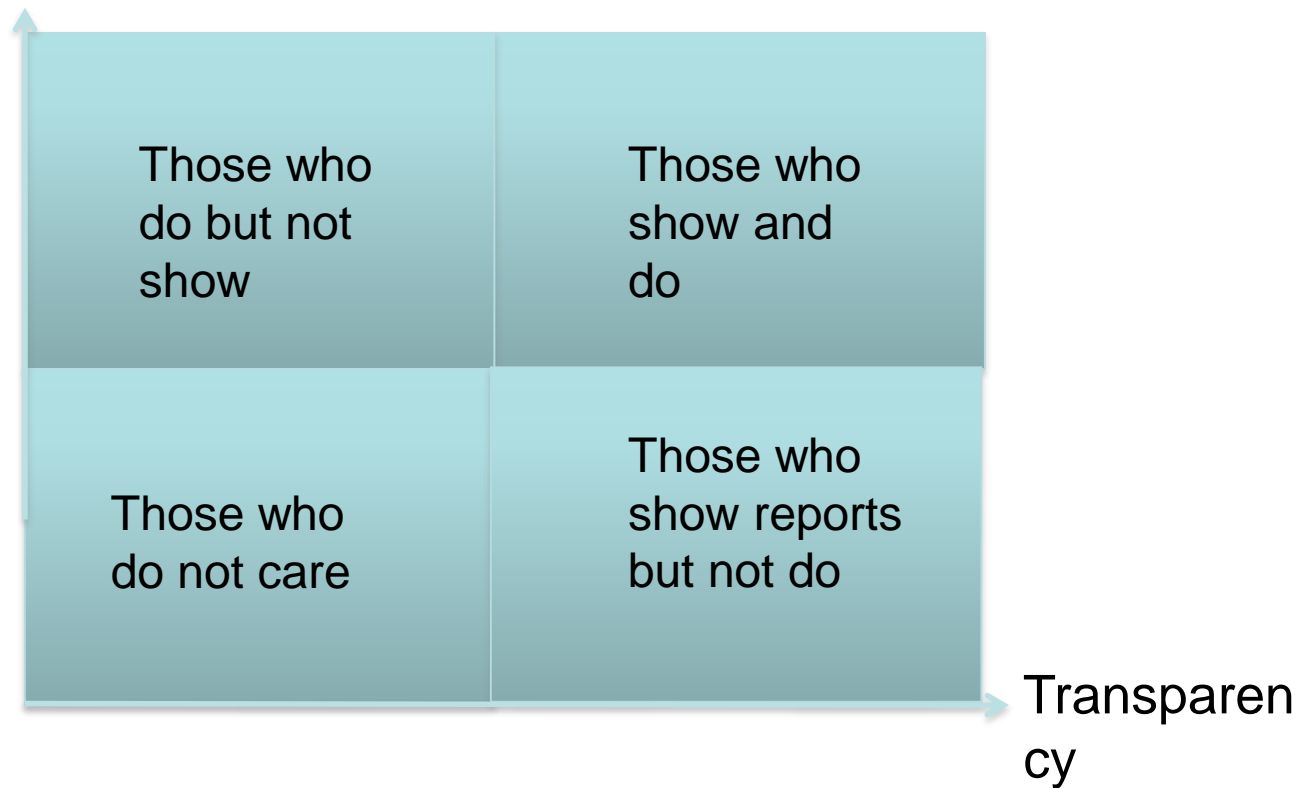 Those who
do but not
show
Those who
show and
do
Those who
do not care
Those who
show reports
but not do
Transparen
cy